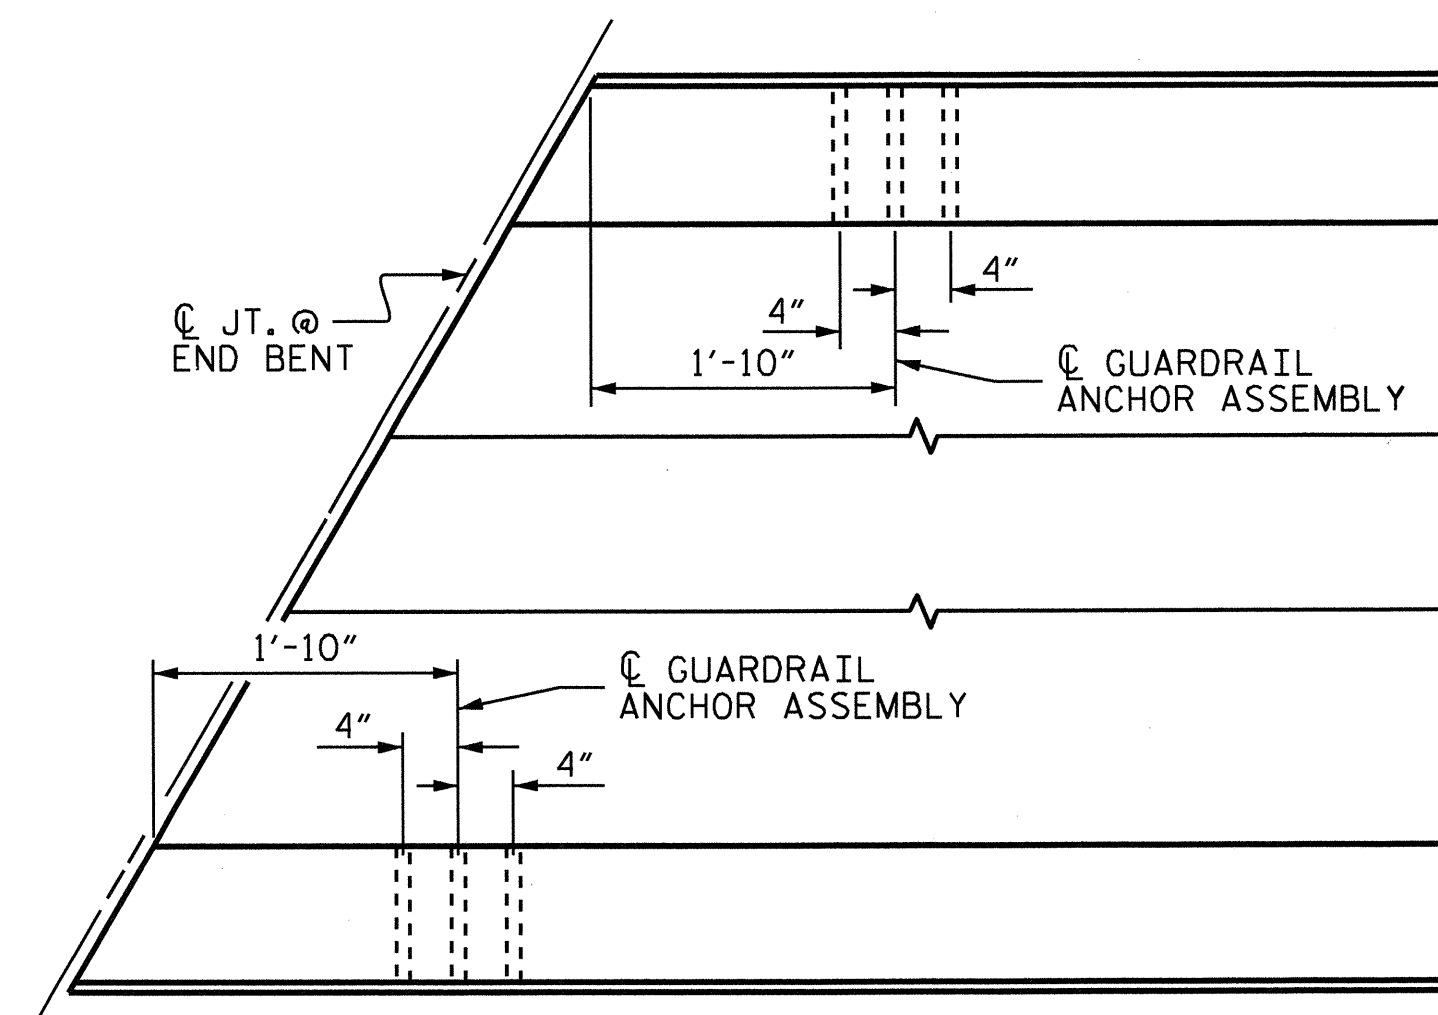 4″
4″
℄ JT. @
END BENT
1′-10″
℄ GUARDRAIL
ANCHOR ASSEMBLY
1′-10″
℄ GUARDRAIL
ANCHOR ASSEMBLY
4″
4″